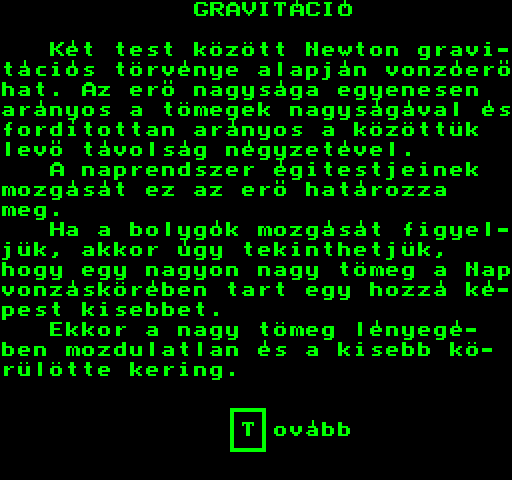 GRAVITÁCIÓ
Két test között Newton gravi-
tációs törvénye alapján vonzóerő
hat. Az erő nagysága egyenesen
arányos a tömegek nagyságával és
fordítottan arányos a közöttük
levő távolság négyzetével.
A naprendszer égitestjeinek
mozgását ez az erő határozza
meg.
Ha a bolygók mozgását figyel-
jük, akkor úgy tekinthetjük,
hogy egy nagyon nagy tömeg a Nap
vonzáskörében tart egy hozzá ké-
pest kisebbet.
Ekkor a nagy tömeg lényegé-
ben mozdulatlan és a kisebb kö-
rülötte kering.
T ovább